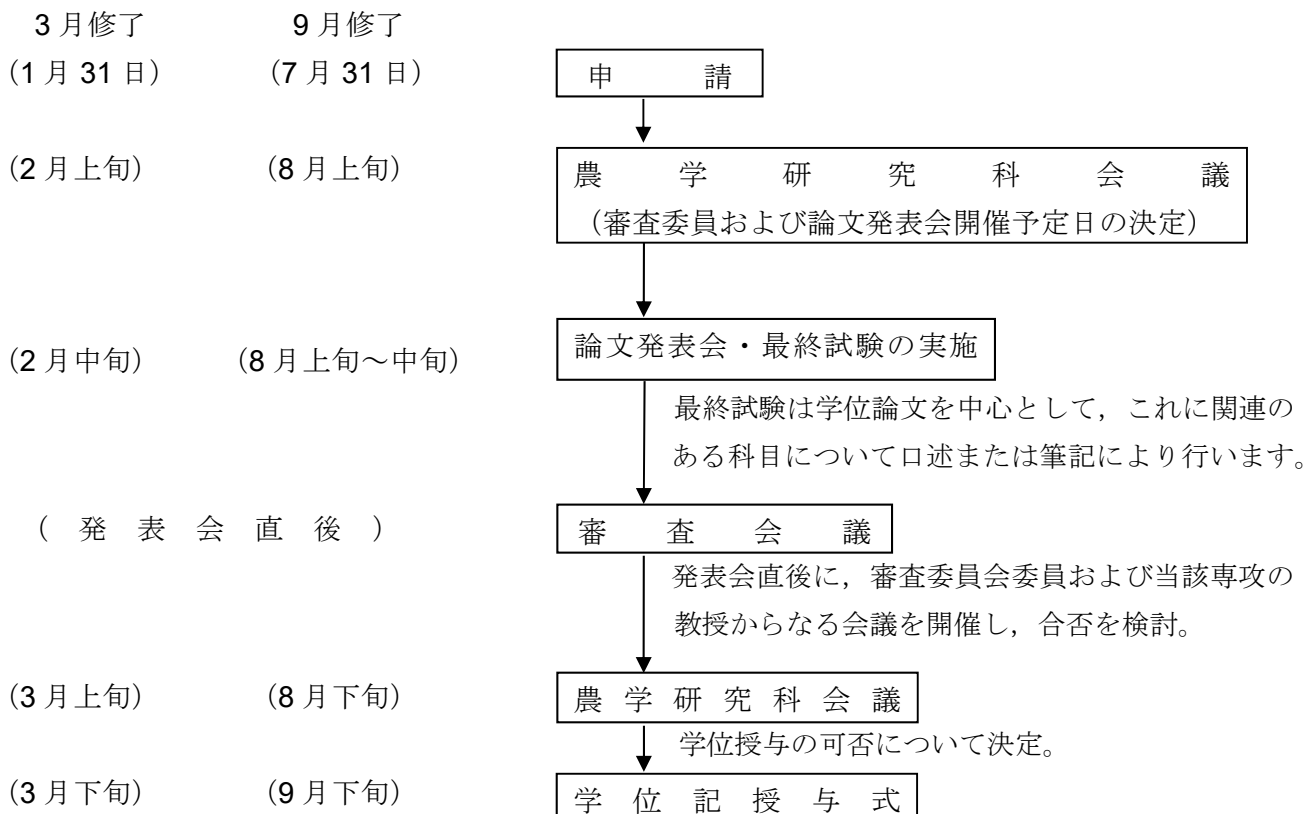 3月修了 9月修了
（1月31日） （7月31日） 申請
（2月上旬） （8月上旬） 農学研究科会議
（審査委員および論文発表会開催予定日の決定）
（2月中旬） （8月上旬～中旬） 論文発表会・最終試験の実施
最終試験は学位論文を中心として，これに関連の
ある科目について口述または筆記により行います。
（発表会直後） 審査会議
発表会直後に，審査委員会委員および当該専攻の
教授からなる会議を開催し，合否を検討。
（3月上旬） （8月下旬） 農学研究科会議
学位授与の可否について決定。
（3月下旬） （9月下旬） 学位記授与式